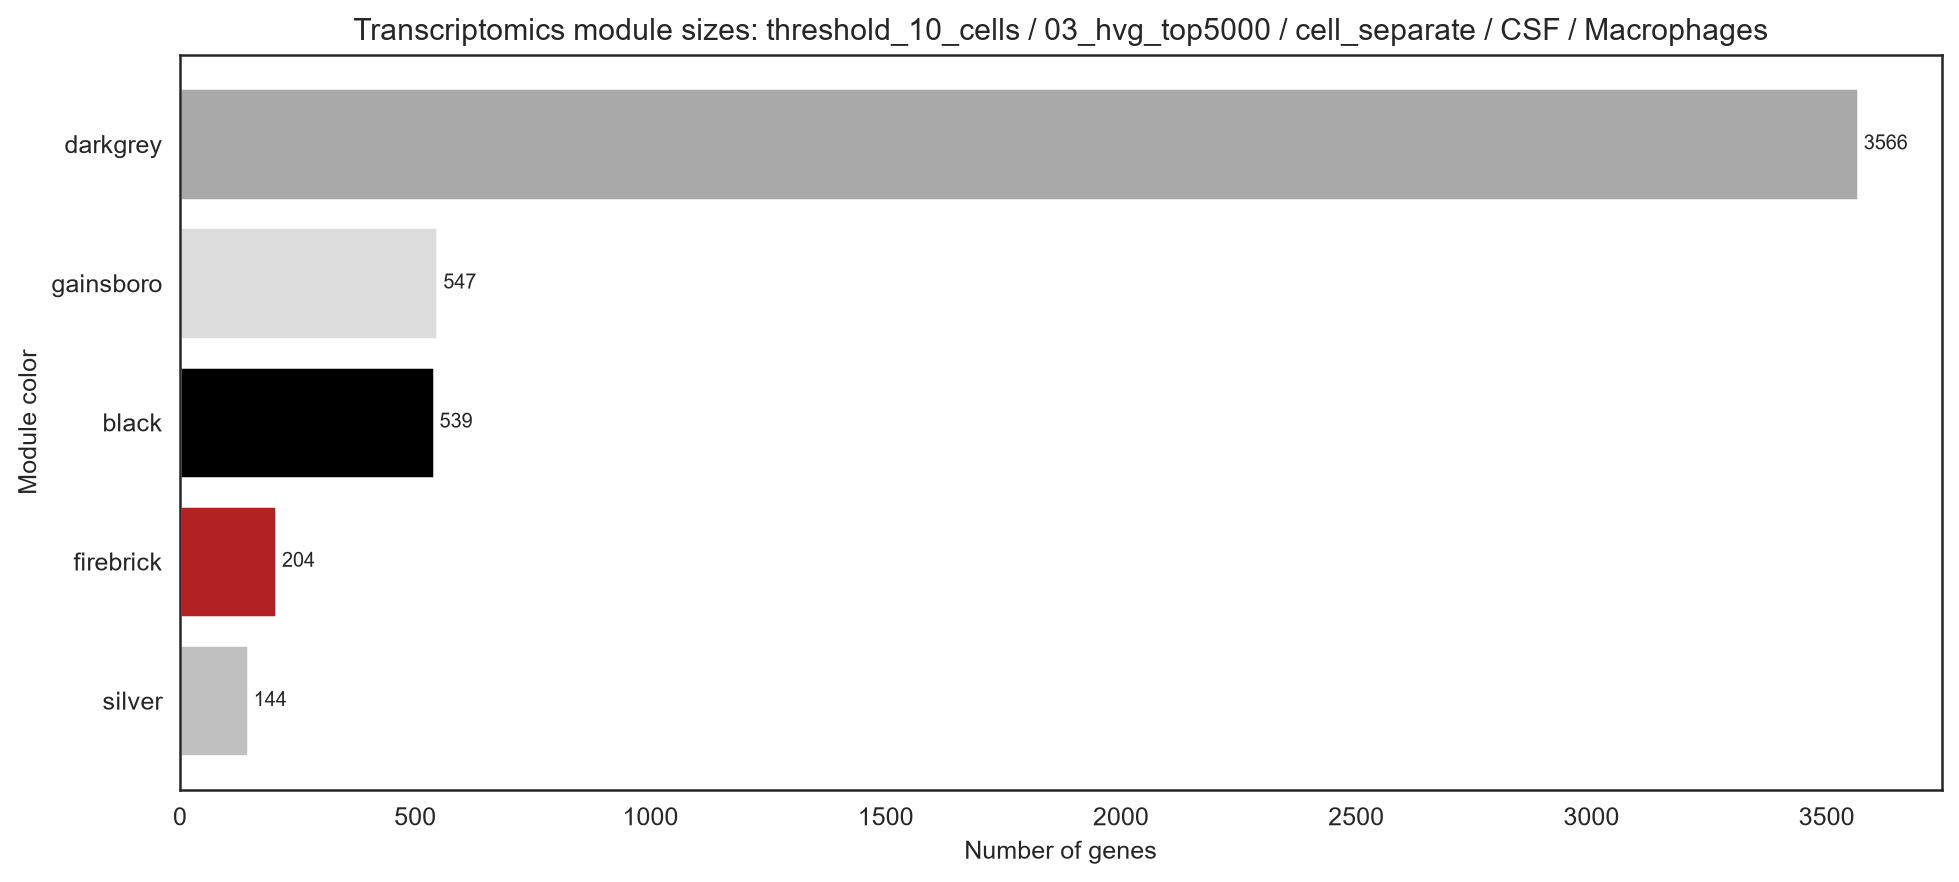 Transcriptomics module sizes: threshold_10_cells / 03_hvg_top5000 / cell_separate / CSF / Macrophages
Module color
darkgrey
3566
gainsboro
547
black
539
firebrick
204
silver
144
0 500 1000 1500 2000 2500 3000 3500
Number of genes